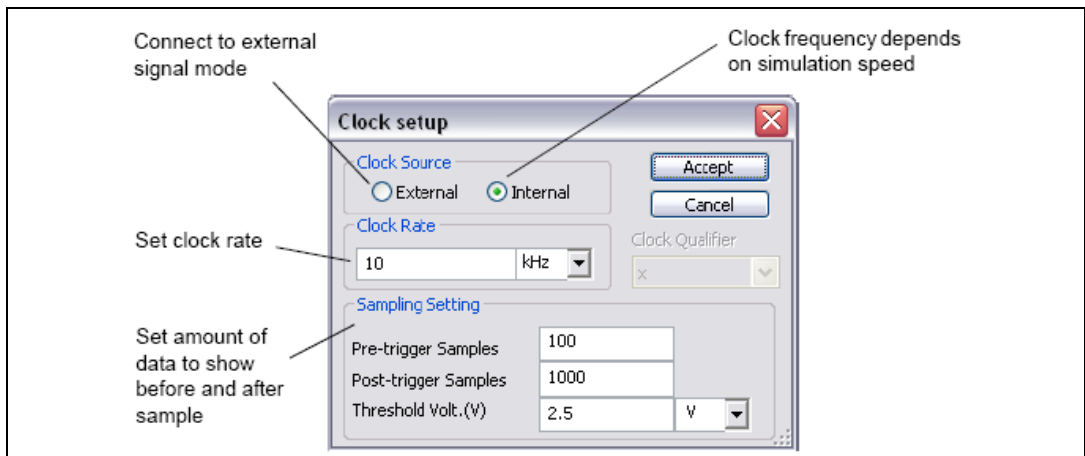 Connect to external
signal mode
Clock frequency depends
on simulation speed
Clock setup
Clock Source
External
Internal
Accept
Cancel
Set clock rate
Clock Rate
10
kHz
Clock Qualifier
x
Set amount of
data to show
before and after
sample
Sampling Setting
Pre-trigger Samples
100
Post-trigger Samples
1000
Threshold Volt.(V)
2.5
V